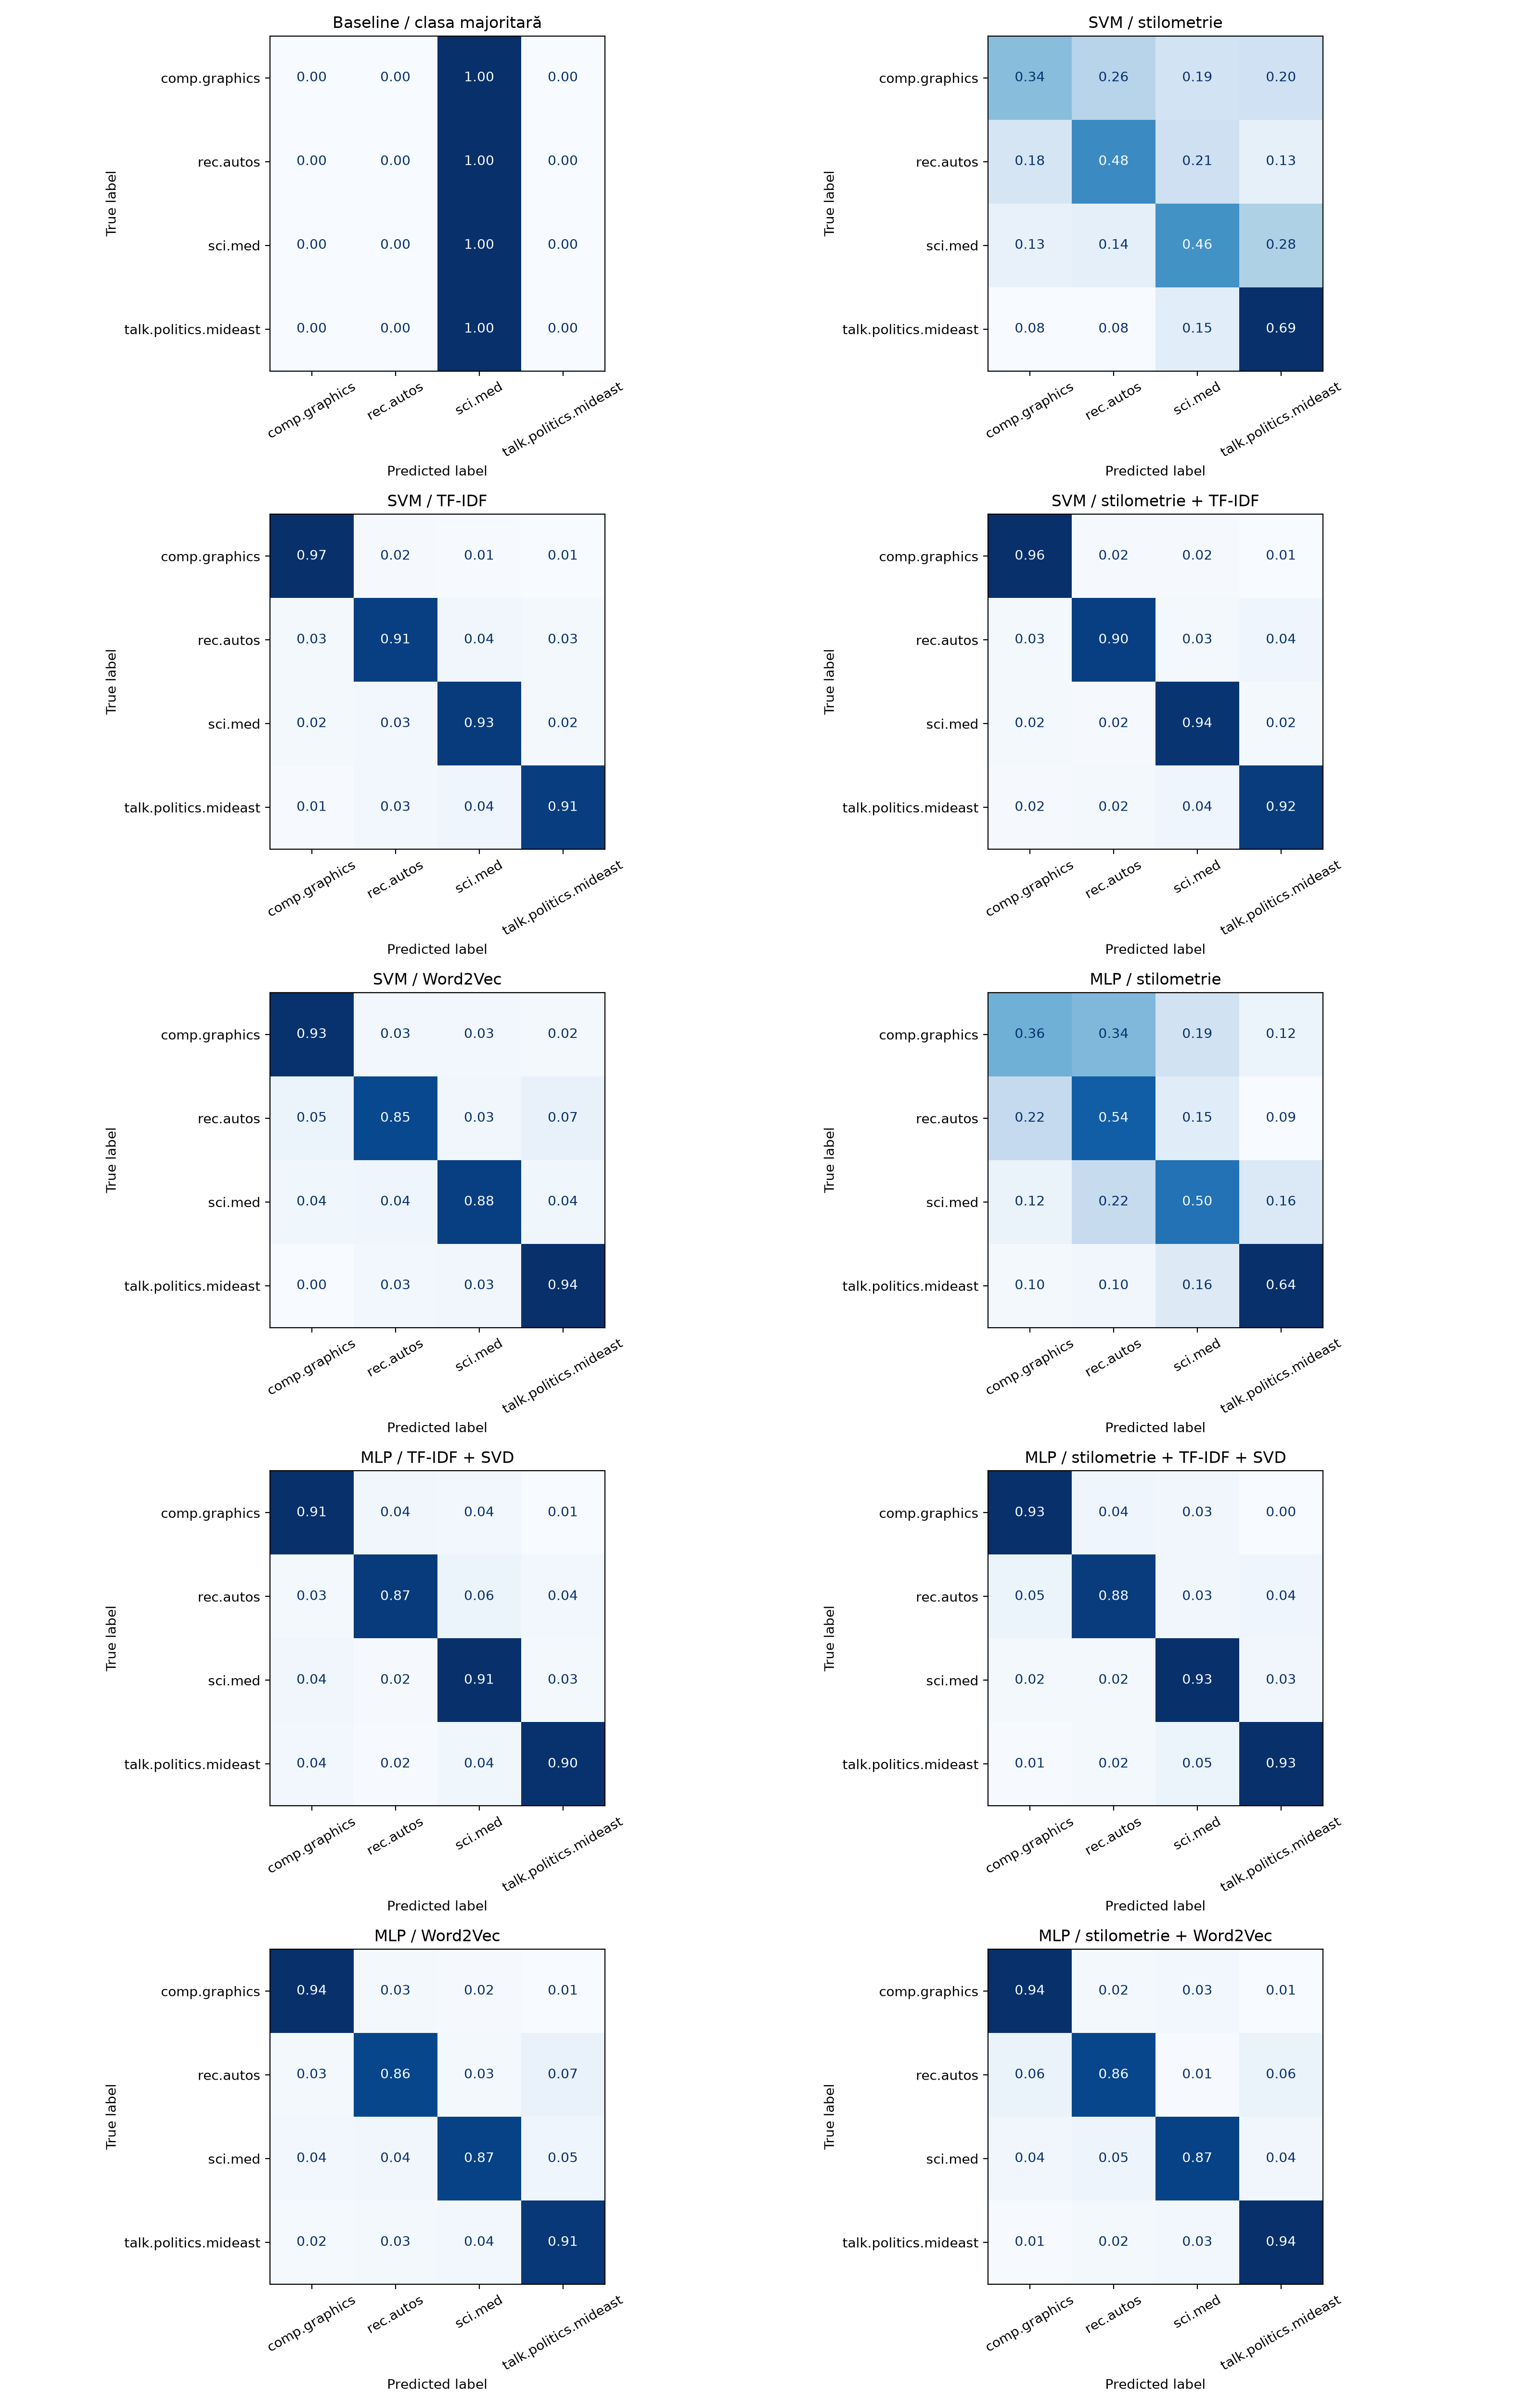 Baseline / clasa majoritară
True label
comp.graphics 0.00 0.00 1.00 0.00
rec.autos 0.00 0.00 1.00 0.00
sci.med 0.00 0.00 1.00 0.00
talk.politics.mideast 0.00 0.00 1.00 0.00
comp.graphics rec.autos sci.med talk.politics.mideast
Predicted label
SVM / stilometrie
True label
comp.graphics 0.34 0.26 0.19 0.20
rec.autos 0.18 0.48 0.21 0.13
sci.med 0.13 0.14 0.46 0.28
talk.politics.mideast 0.08 0.08 0.15 0.69
comp.graphics rec.autos sci.med talk.politics.mideast
Predicted label
SVM / TF-IDF
True label
comp.graphics 0.97 0.02 0.01 0.01
rec.autos 0.03 0.91 0.04 0.03
sci.med 0.02 0.03 0.93 0.02
talk.politics.mideast 0.01 0.03 0.04 0.91
comp.graphics rec.autos sci.med talk.politics.mideast
Predicted label
SVM / stilometrie + TF-IDF
True label
comp.graphics 0.96 0.02 0.02 0.01
rec.autos 0.03 0.90 0.03 0.04
sci.med 0.02 0.02 0.94 0.02
talk.politics.mideast 0.02 0.02 0.04 0.92
comp.graphics rec.autos sci.med talk.politics.mideast
Predicted label
SVM / Word2Vec
True label
comp.graphics 0.93 0.03 0.03 0.02
rec.autos 0.05 0.85 0.03 0.07
sci.med 0.04 0.04 0.88 0.04
talk.politics.mideast 0.00 0.03 0.03 0.94
comp.graphics rec.autos sci.med talk.politics.mideast
Predicted label
MLP / stilometrie
True label
comp.graphics 0.36 0.34 0.19 0.12
rec.autos 0.22 0.54 0.15 0.09
sci.med 0.12 0.22 0.50 0.16
talk.politics.mideast 0.10 0.10 0.16 0.64
comp.graphics rec.autos sci.med talk.politics.mideast
Predicted label
MLP / TF-IDF + SVD
True label
comp.graphics 0.91 0.04 0.04 0.01
rec.autos 0.03 0.87 0.06 0.04
sci.med 0.04 0.02 0.91 0.03
talk.politics.mideast 0.04 0.02 0.04 0.90
comp.graphics rec.autos sci.med talk.politics.mideast
Predicted label
MLP / stilometrie + TF-IDF + SVD
True label
comp.graphics 0.93 0.04 0.03 0.00
rec.autos 0.05 0.88 0.03 0.04
sci.med 0.02 0.02 0.93 0.03
talk.politics.mideast 0.01 0.02 0.05 0.93
comp.graphics rec.autos sci.med talk.politics.mideast
Predicted label
MLP / Word2Vec
True label
comp.graphics 0.94 0.03 0.02 0.01
rec.autos 0.03 0.86 0.03 0.07
sci.med 0.04 0.04 0.87 0.05
talk.politics.mideast 0.02 0.03 0.04 0.91
comp.graphics rec.autos sci.med talk.politics.mideast
Predicted label
MLP / stilometrie + Word2Vec
True label
comp.graphics 0.94 0.02 0.03 0.01
rec.autos 0.06 0.86 0.01 0.06
sci.med 0.04 0.05 0.87 0.04
talk.politics.mideast 0.01 0.02 0.03 0.94
comp.graphics rec.autos sci.med talk.politics.mideast
Predicted label